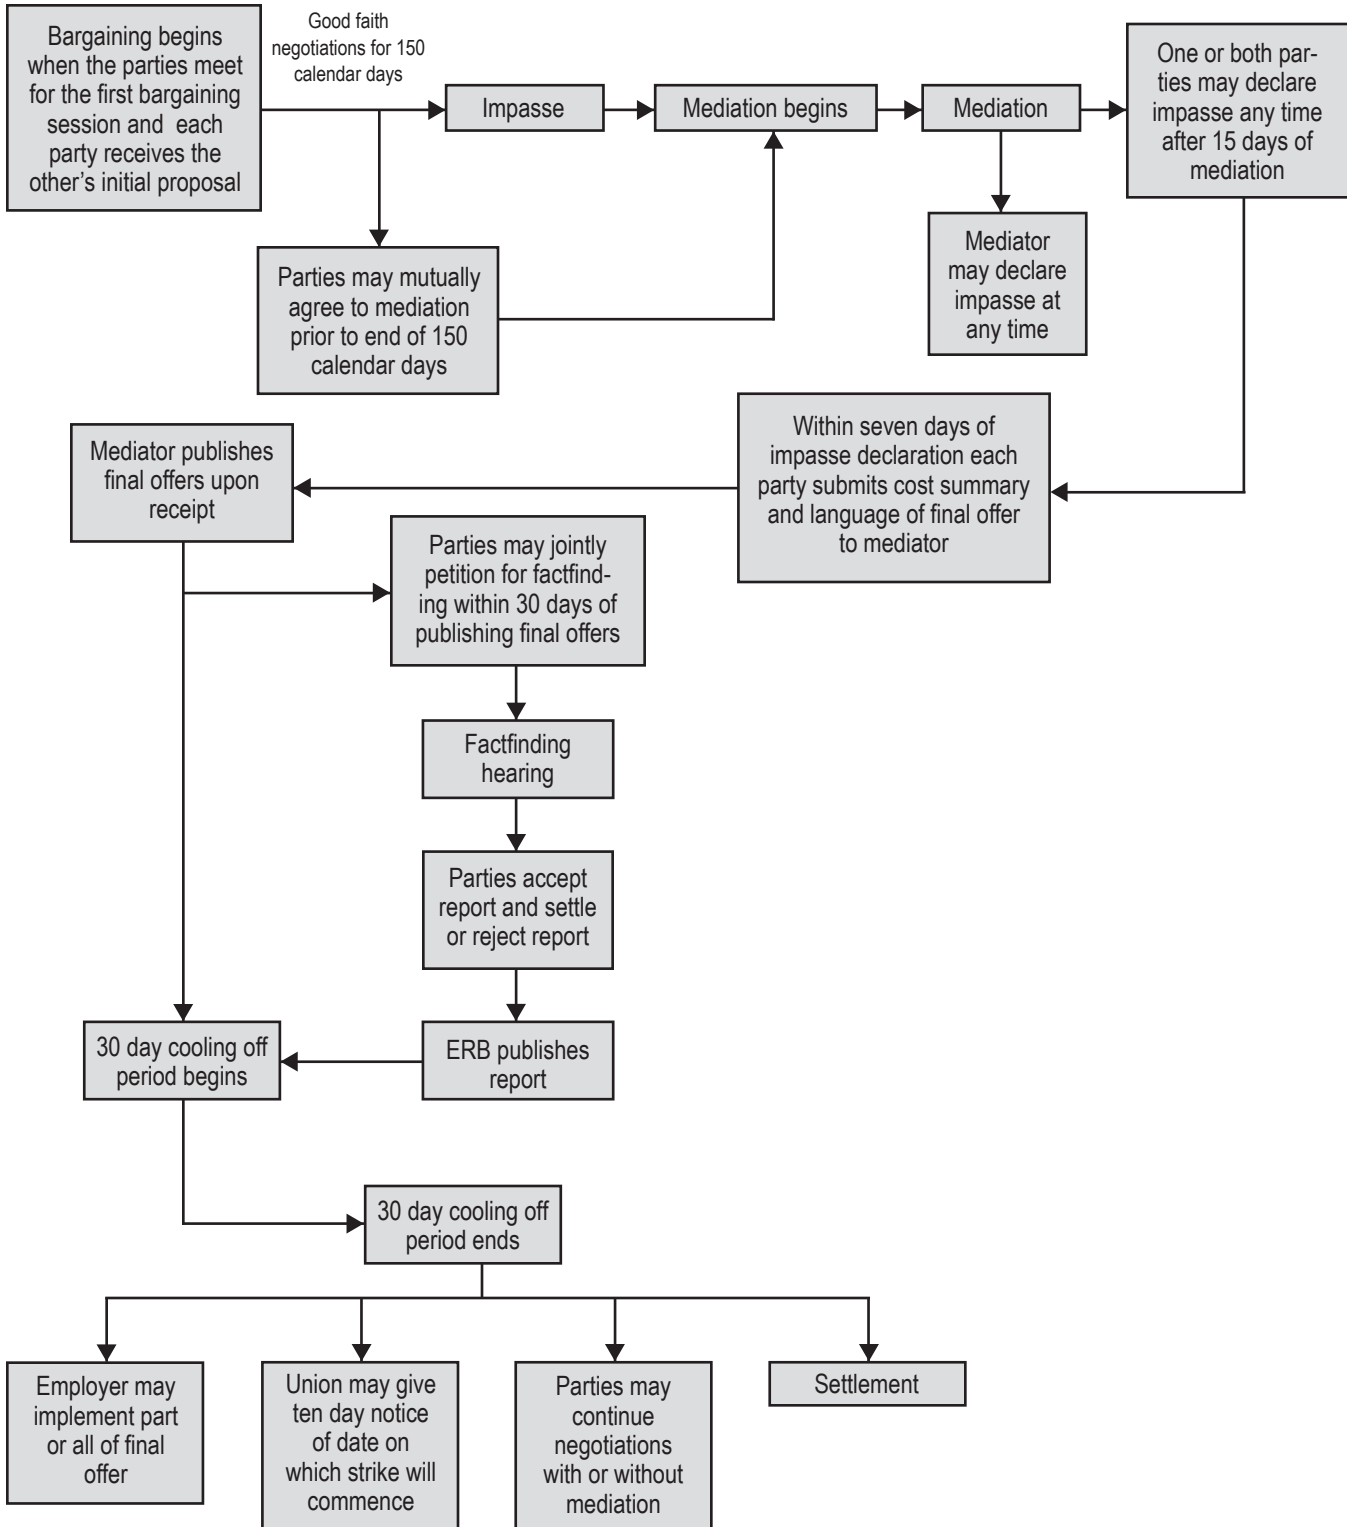 Bargaining begins
when the parties meet
for the first bargaining
session and each
party receives the
other's initial proposal
Good faith
negotiations for 150
calendar days
Impasse
Mediation begins
Mediation
One or both par-
ties may declare
impasse any time
after 15 days of
mediation
Parties may mutually
agree to mediation
prior to end of 150
calendar days
Mediator
may declare
impasse at
any time
Within seven days of
impasse declaration each
party submits cost summary
and language of final offer
to mediator
Mediator publishes
final offers upon
receipt
Parties may jointly
petition for factfind-
ing within 30 days of
publishing final offers
Factfinding
hearing
Parties accept
report and settle
or reject report
ERB publishes
report
30 day cooling off
period begins
30 day cooling off
period ends
Employer may
implement part
or all of final
offer
Union may give
ten day notice
of date on
which strike will
commence
Parties may
continue
negotiations
with or without
mediation
Settlement